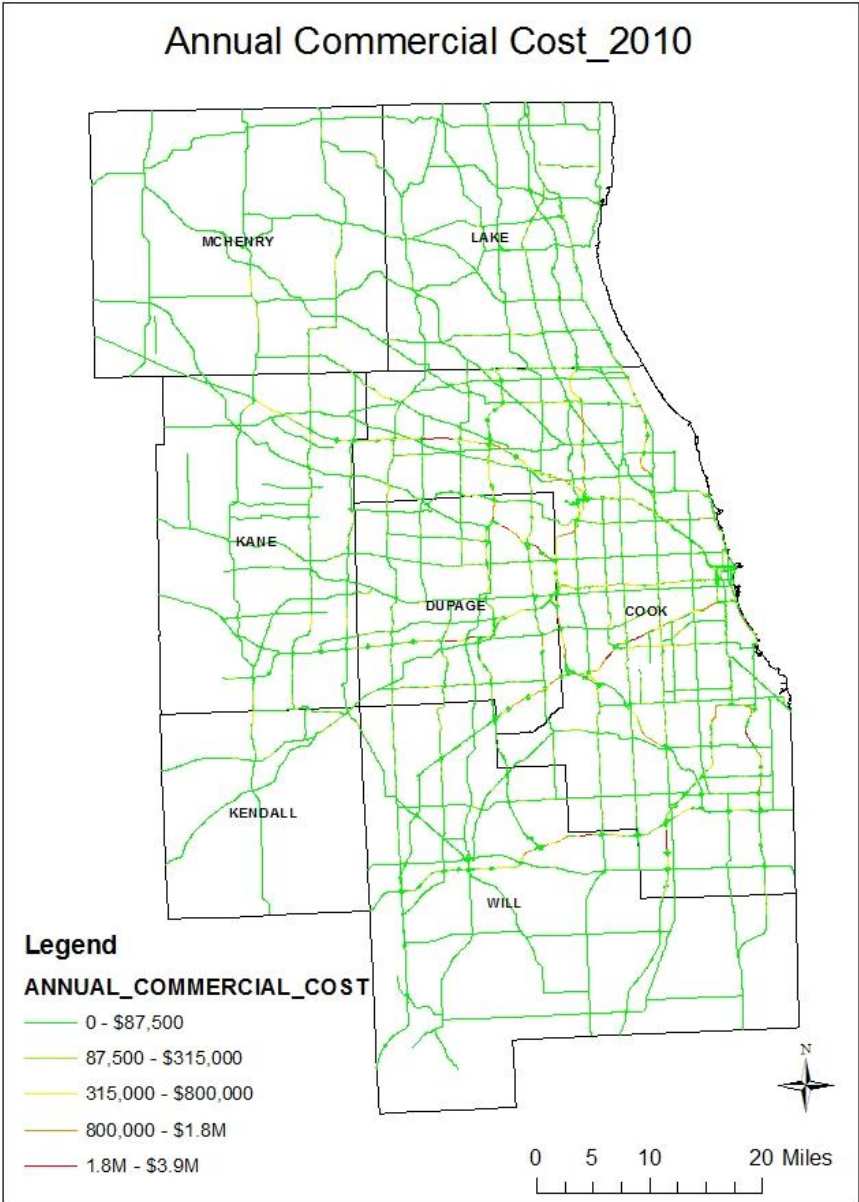 Annual Commercial Cost_2010
MCHENRY
LAKE
KANE
DUPAGE
COOK
KENDALL
WILL
Legend
ANNUAL_COMMERCIAL_COST
0 - $87,500
87,500 - $315,000
315,000 - $800,000
800,000 - $1.8M
1.8M - $3.9M
N
0 5 10 20 Miles